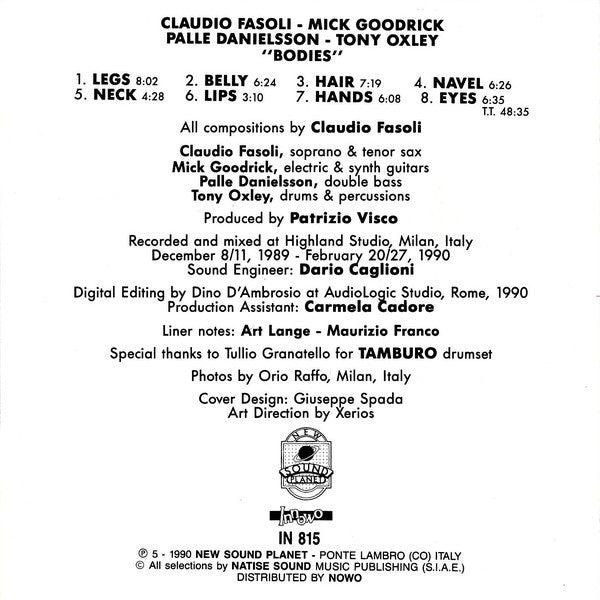 CLAUDIO FASOLI - MICK GOODRICK
PALLE DANIELSSON - TONY OXLEY
"BODIES"
1. LEGS 8:02 2. BELLY 6:24 3. HAIR 7:19 4. NAVEL 6:26
5. NECK 4:28 6. LIPS 3:10 7. HANDS 6:08 8. EYES 6:35
T.T. 48:35
All compositions by Claudio Fasoli
Claudio Fasoli, soprano & tenor sax
Mick Goodrick, electric & synth guitars
Palle Danielsson, double bass
Tony Oxley, drums & percussions
Produced by Patrizio Visco
Recorded and mixed at Highland Studio, Milan, Italy
December 8/11, 1989 - February 20/27, 1990
Sound Engineer: Dario Caglioni
Digital Editing by Dino D'Ambrosio at AudioLogic Studio, Rome, 1990
Production Assistant: Carmela Cadore
Liner notes: Art Lange - Maurizio Franco
Special thanks to Tullio Granatello for TAMBURO drumset
Photos by Orio Raffo, Milan, Italy
Cover Design: Giuseppe Spada
Art Direction by Xerios
NEW
SOUND
PLANET
Innowo
IN 815
℗ 5 - 1990 NEW SOUND PLANET - PONTE LAMBRO (CO) ITALY
© All selections by NATISE SOUND MUSIC PUBLISHING (S.I.A.E.)
DISTRIBUTED BY NOWO